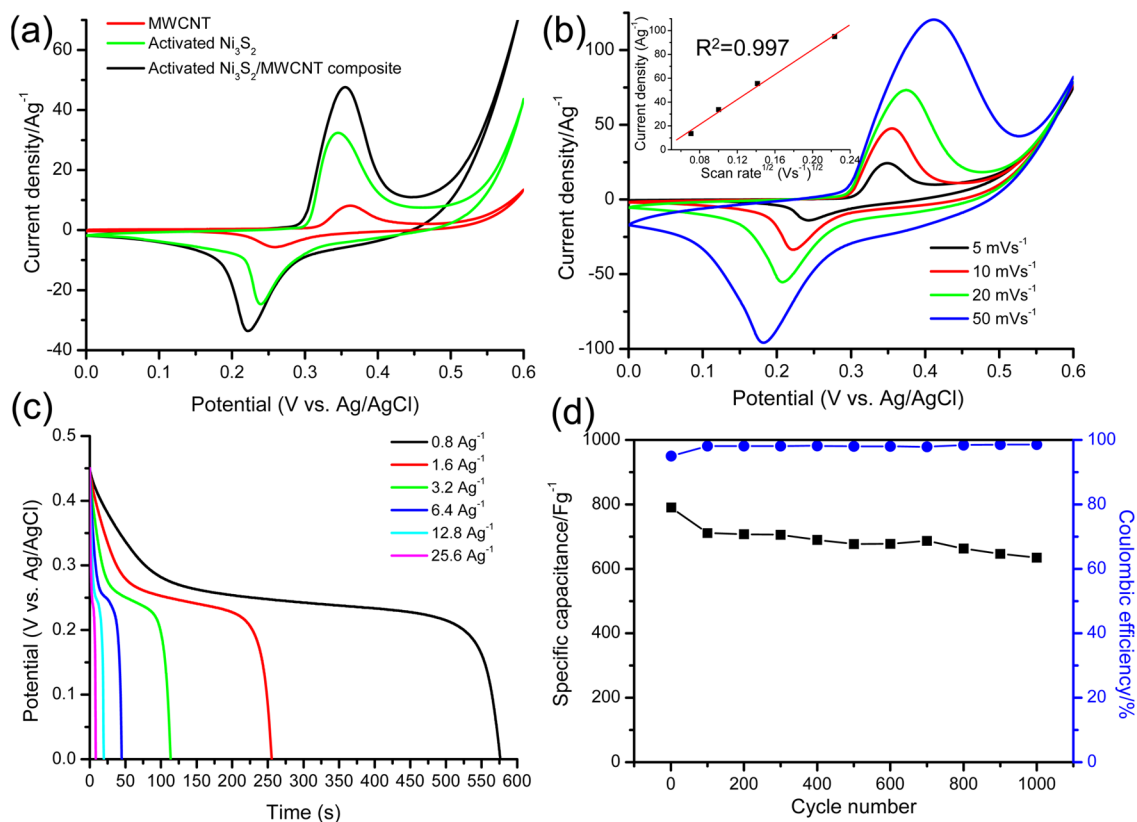 (a)
MWCNT
Activated Ni3S2
Activated Ni3S2/MWCNT composite
Current density/Ag-1
60
40
20
0
-20
-40
0.0 0.1 0.2 0.3 0.4 0.5 0.6
Potential (V vs. Ag/AgCl)
(b)
R2=0.997
Current density (Ag-1)
100
80
60
40
20
0
0.08 0.12 0.16 0.20 0.24
Scan rate1/2 (Vs-1)1/2
Current density/Ag-1
100
50
0
-50
-100
5 mVs-1
10 mVs-1
20 mVs-1
50 mVs-1
0.0 0.1 0.2 0.3 0.4 0.5 0.6
Potential (V vs. Ag/AgCl)
(c)
Potential (V vs. Ag/AgCl)
0.5
0.4
0.3
0.2
0.1
0.0
0.8 Ag-1
1.6 Ag-1
3.2 Ag-1
6.4 Ag-1
12.8 Ag-1
25.6 Ag-1
0 50 100 150 200 250 300 350 400 450 500 550 600
Time (s)
(d)
Specific capacitance/Fg-1
1000
800
600
400
200
0
100
80
60
40
20
0
Coulombic efficiency/%
0 200 400 600 800 1000
Cycle number